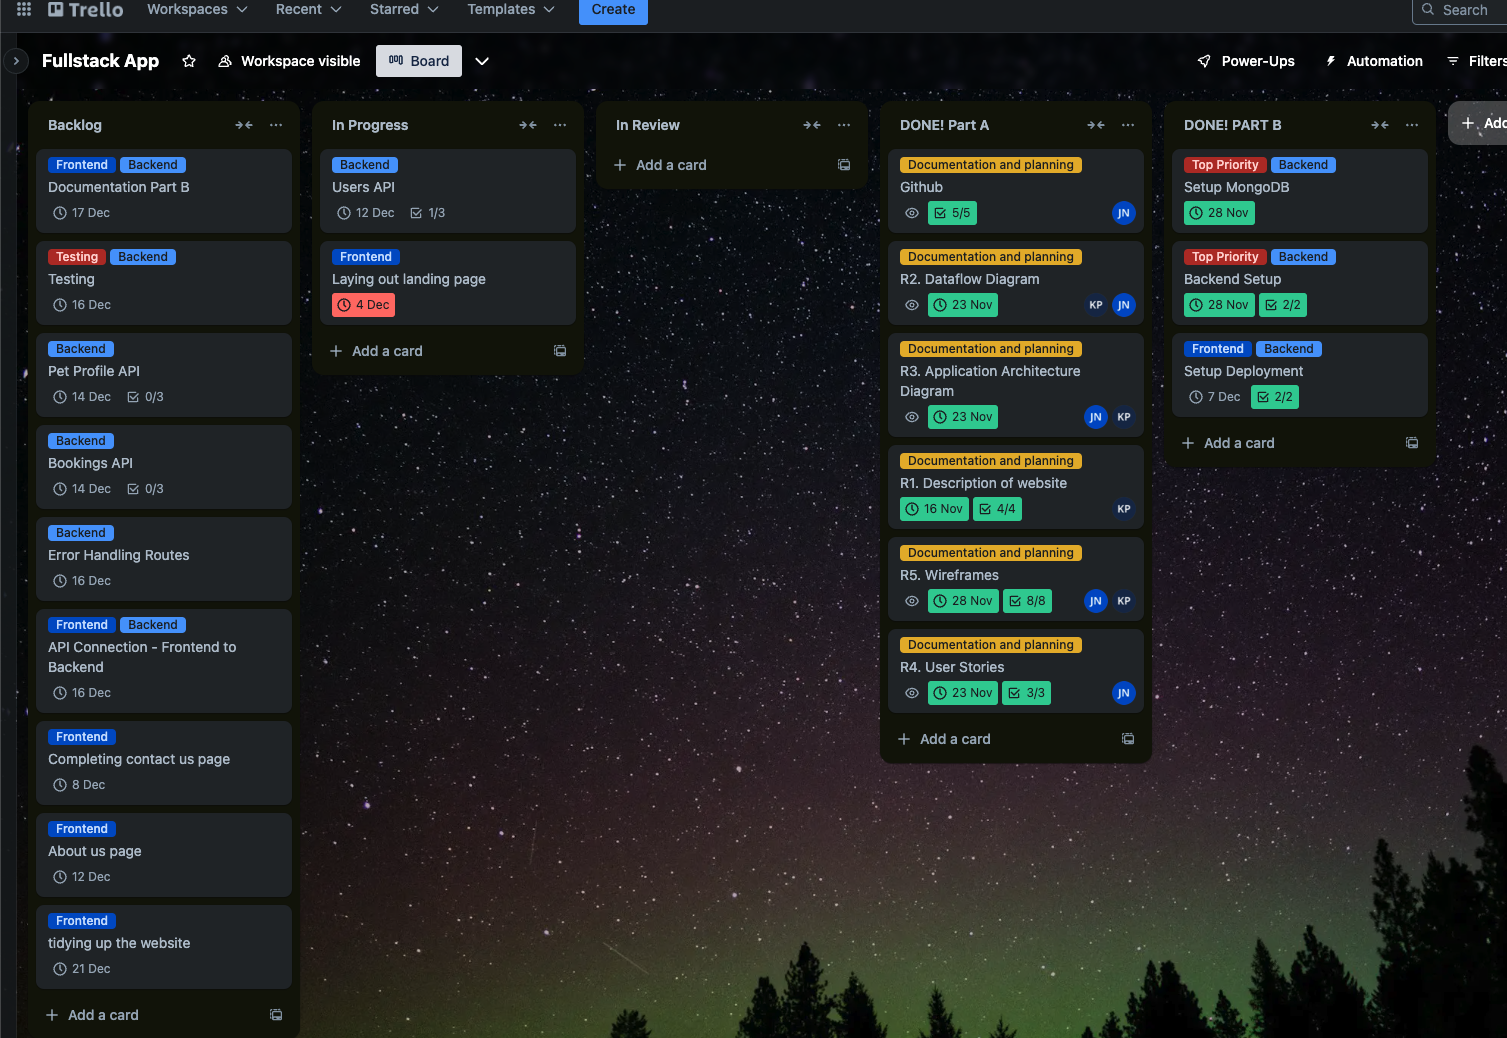 Trello
Workspaces
Recent
Starred
Templates
Create
Search
Fullstack App
Workspace visible
Board
Power-Ups
Automation
Filters
Backlog
Frontend Backend
Documentation Part B
17 Dec
Testing Backend
Testing
16 Dec
Backend
Pet Profile API
14 Dec 0/3
Backend
Bookings API
14 Dec 0/3
Backend
Error Handling Routes
16 Dec
Frontend Backend
API Connection - Frontend to
Backend
16 Dec
Frontend
Completing contact us page
8 Dec
Frontend
About us page
12 Dec
Frontend
tidying up the website
21 Dec
+ Add a card
In Progress
Backend
Users API
12 Dec 1/3
Frontend
Laying out landing page
4 Dec
+ Add a card
In Review
+ Add a card
DONE! Part A
Documentation and planning
Github
5/5 JN
Documentation and planning
R2. Dataflow Diagram
23 Nov KP JN
Documentation and planning
R3. Application Architecture
Diagram
23 Nov JN KP
Documentation and planning
R1. Description of website
16 Nov 4/4 KP
Documentation and planning
R5. Wireframes
28 Nov 8/8 JN KP
Documentation and planning
R4. User Stories
23 Nov 3/3 JN
+ Add a card
DONE! PART B
Top Priority Backend
Setup MongoDB
28 Nov
Top Priority Backend
Backend Setup
28 Nov 2/2
Frontend Backend
Setup Deployment
7 Dec 2/2
+ Add a card
+ Add